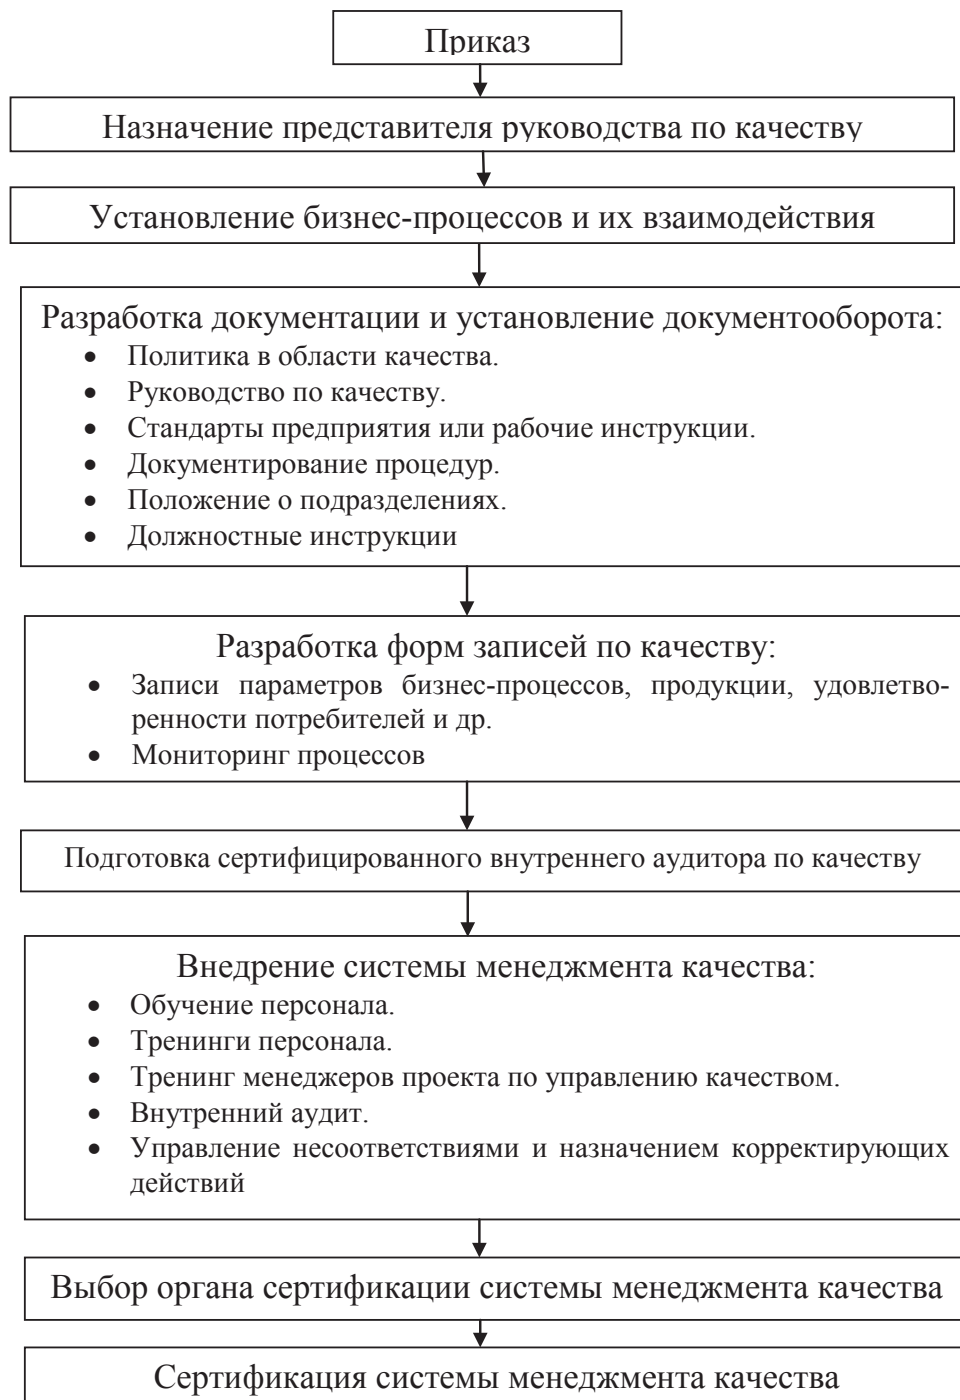 Приказ
Назначение представителя руководства по качеству
Установление бизнес-процессов и их взаимодействия
Разработка документации и установление документооборота:
• Политика в области качества.
• Руководство по качеству.
• Стандарты предприятия или рабочие инструкции.
• Документирование процедур.
• Положение о подразделениях.
• Должностные инструкции
Разработка форм записей по качеству:
• Записи параметров бизнес-процессов, продукции, удовлетво-
ренности потребителей и др.
• Мониторинг процессов
Подготовка сертифицированного внутреннего аудитора по качеству
Внедрение системы менеджмента качества:
• Обучение персонала.
• Тренинги персонала.
• Тренинг менеджеров проекта по управлению качеством.
• Внутренний аудит.
• Управление несоответствиями и назначением корректирующих
действий
Выбор органа сертификации системы менеджмента качества
Сертификация системы менеджмента качества